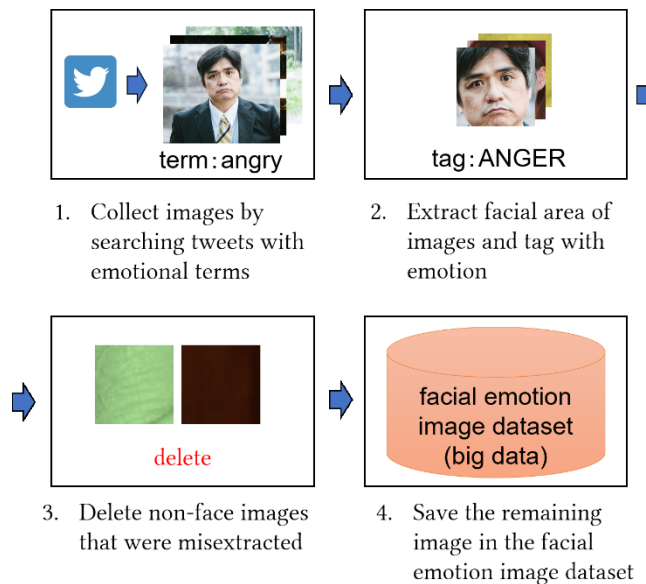 term:angry
tag:ANGER
1. Collect images by
searching tweets with
emotional terms
2. Extract facial area of
images and tag with
emotion
delete
facial emotion
image dataset
(big data)
3. Delete non-face images
that were misextracted
4. Save the remaining
image in the facial
emotion image dataset